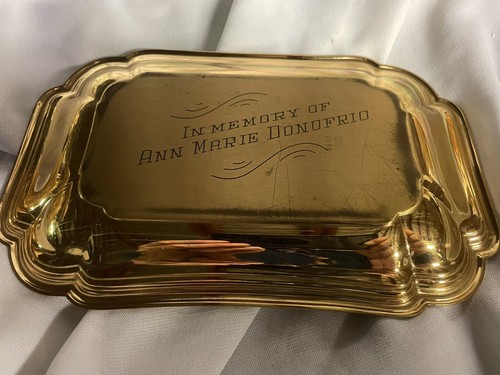 IN MEMORY OF
ANN MARIE DONOFRIO